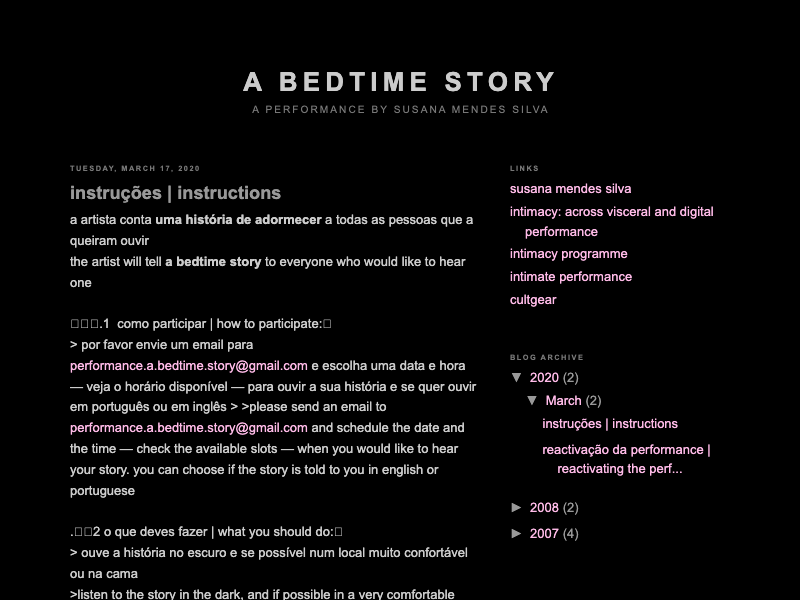 A BEDTIME STORY
A PERFORMANCE BY SUSANA MENDES SILVA
TUESDAY, MARCH 17, 2020
instruções | instructions
a artista conta uma história de adormecer a todas as pessoas que a
queiram ouvir
the artist will tell a bedtime story to everyone who would like to hear
one
.1  como participar | how to participate:
> por favor envie um email para
performance.a.bedtime.story@gmail.com e escolha uma data e hora
— veja o horário disponível — para ouvir a sua história e se quer ouvir
em português ou em inglês > >please send an email to
performance.a.bedtime.story@gmail.com and schedule the date and
the time — check the available slots — when you would like to hear
your story. you can choose if the story is told to you in english or
portuguese
.2 o que deves fazer | what you should do:
> ouve a história no escuro e se possível num local muito confortável
ou na cama
>listen to the story in the dark, and if possible in a very comfortable
LINKS
susana mendes silva
intimacy: across visceral and digital
performance
intimacy programme
intimate performance
cultgear
BLOG ARCHIVE
▼ 2020 (2)
▼ March (2)
instruções | instructions
reactivação da performance |
reactivating the perf...
► 2008 (2)
► 2007 (4)